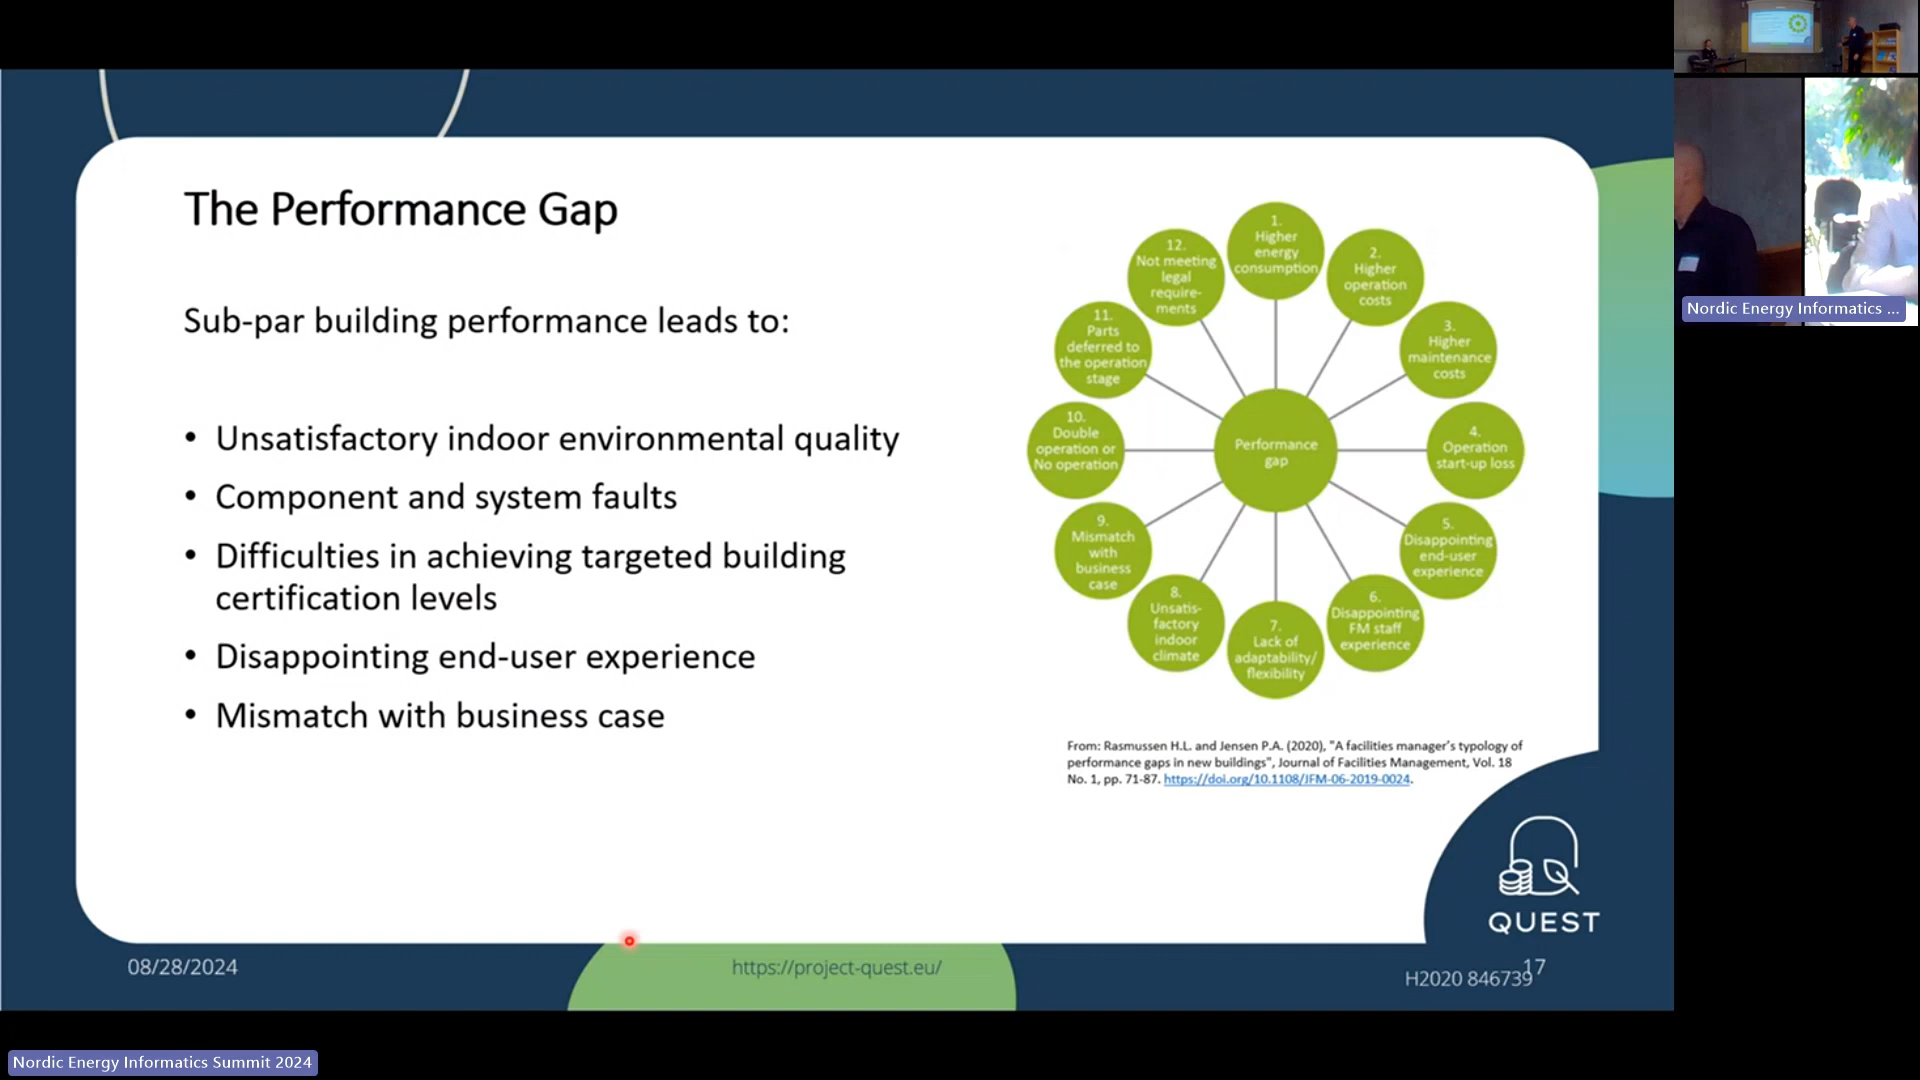 The Performance Gap
Sub-par building performance leads to:
• Unsatisfactory indoor environmental quality
• Component and system faults
• Difficulties in achieving targeted building
certification levels
• Disappointing end-user experience
• Mismatch with business case
1.
Higher
energy
consumption
2.
Higher
operation
costs
3.
Higher
maintenance
costs
4.
Operation
start-up loss
5.
Disappointing
end-user
experience
6.
Disappointing
FM staff
experience
7.
Lack of
adaptability/
flexibility
8.
Unsatis-
factory
indoor
climate
9.
Mismatch
with
business
case
10.
Double
operation or
No operation
11.
Parts
deferred to
the operation
stage
12.
Not meeting
legal
require-
ments
Performance
gap
From: Rasmussen H.L. and Jensen P.A. (2020), "A facilities manager's typology of
performance gaps in new buildings", Journal of Facilities Management, Vol. 18
No. 1, pp. 71-87. https://doi.org/10.1108/JFM-06-2019-0024.
QUEST
08/28/2024
https://project-quest.eu/
17
H2020 846739
Nordic Energy Informatics ...
Nordic Energy Informatics Summit 2024